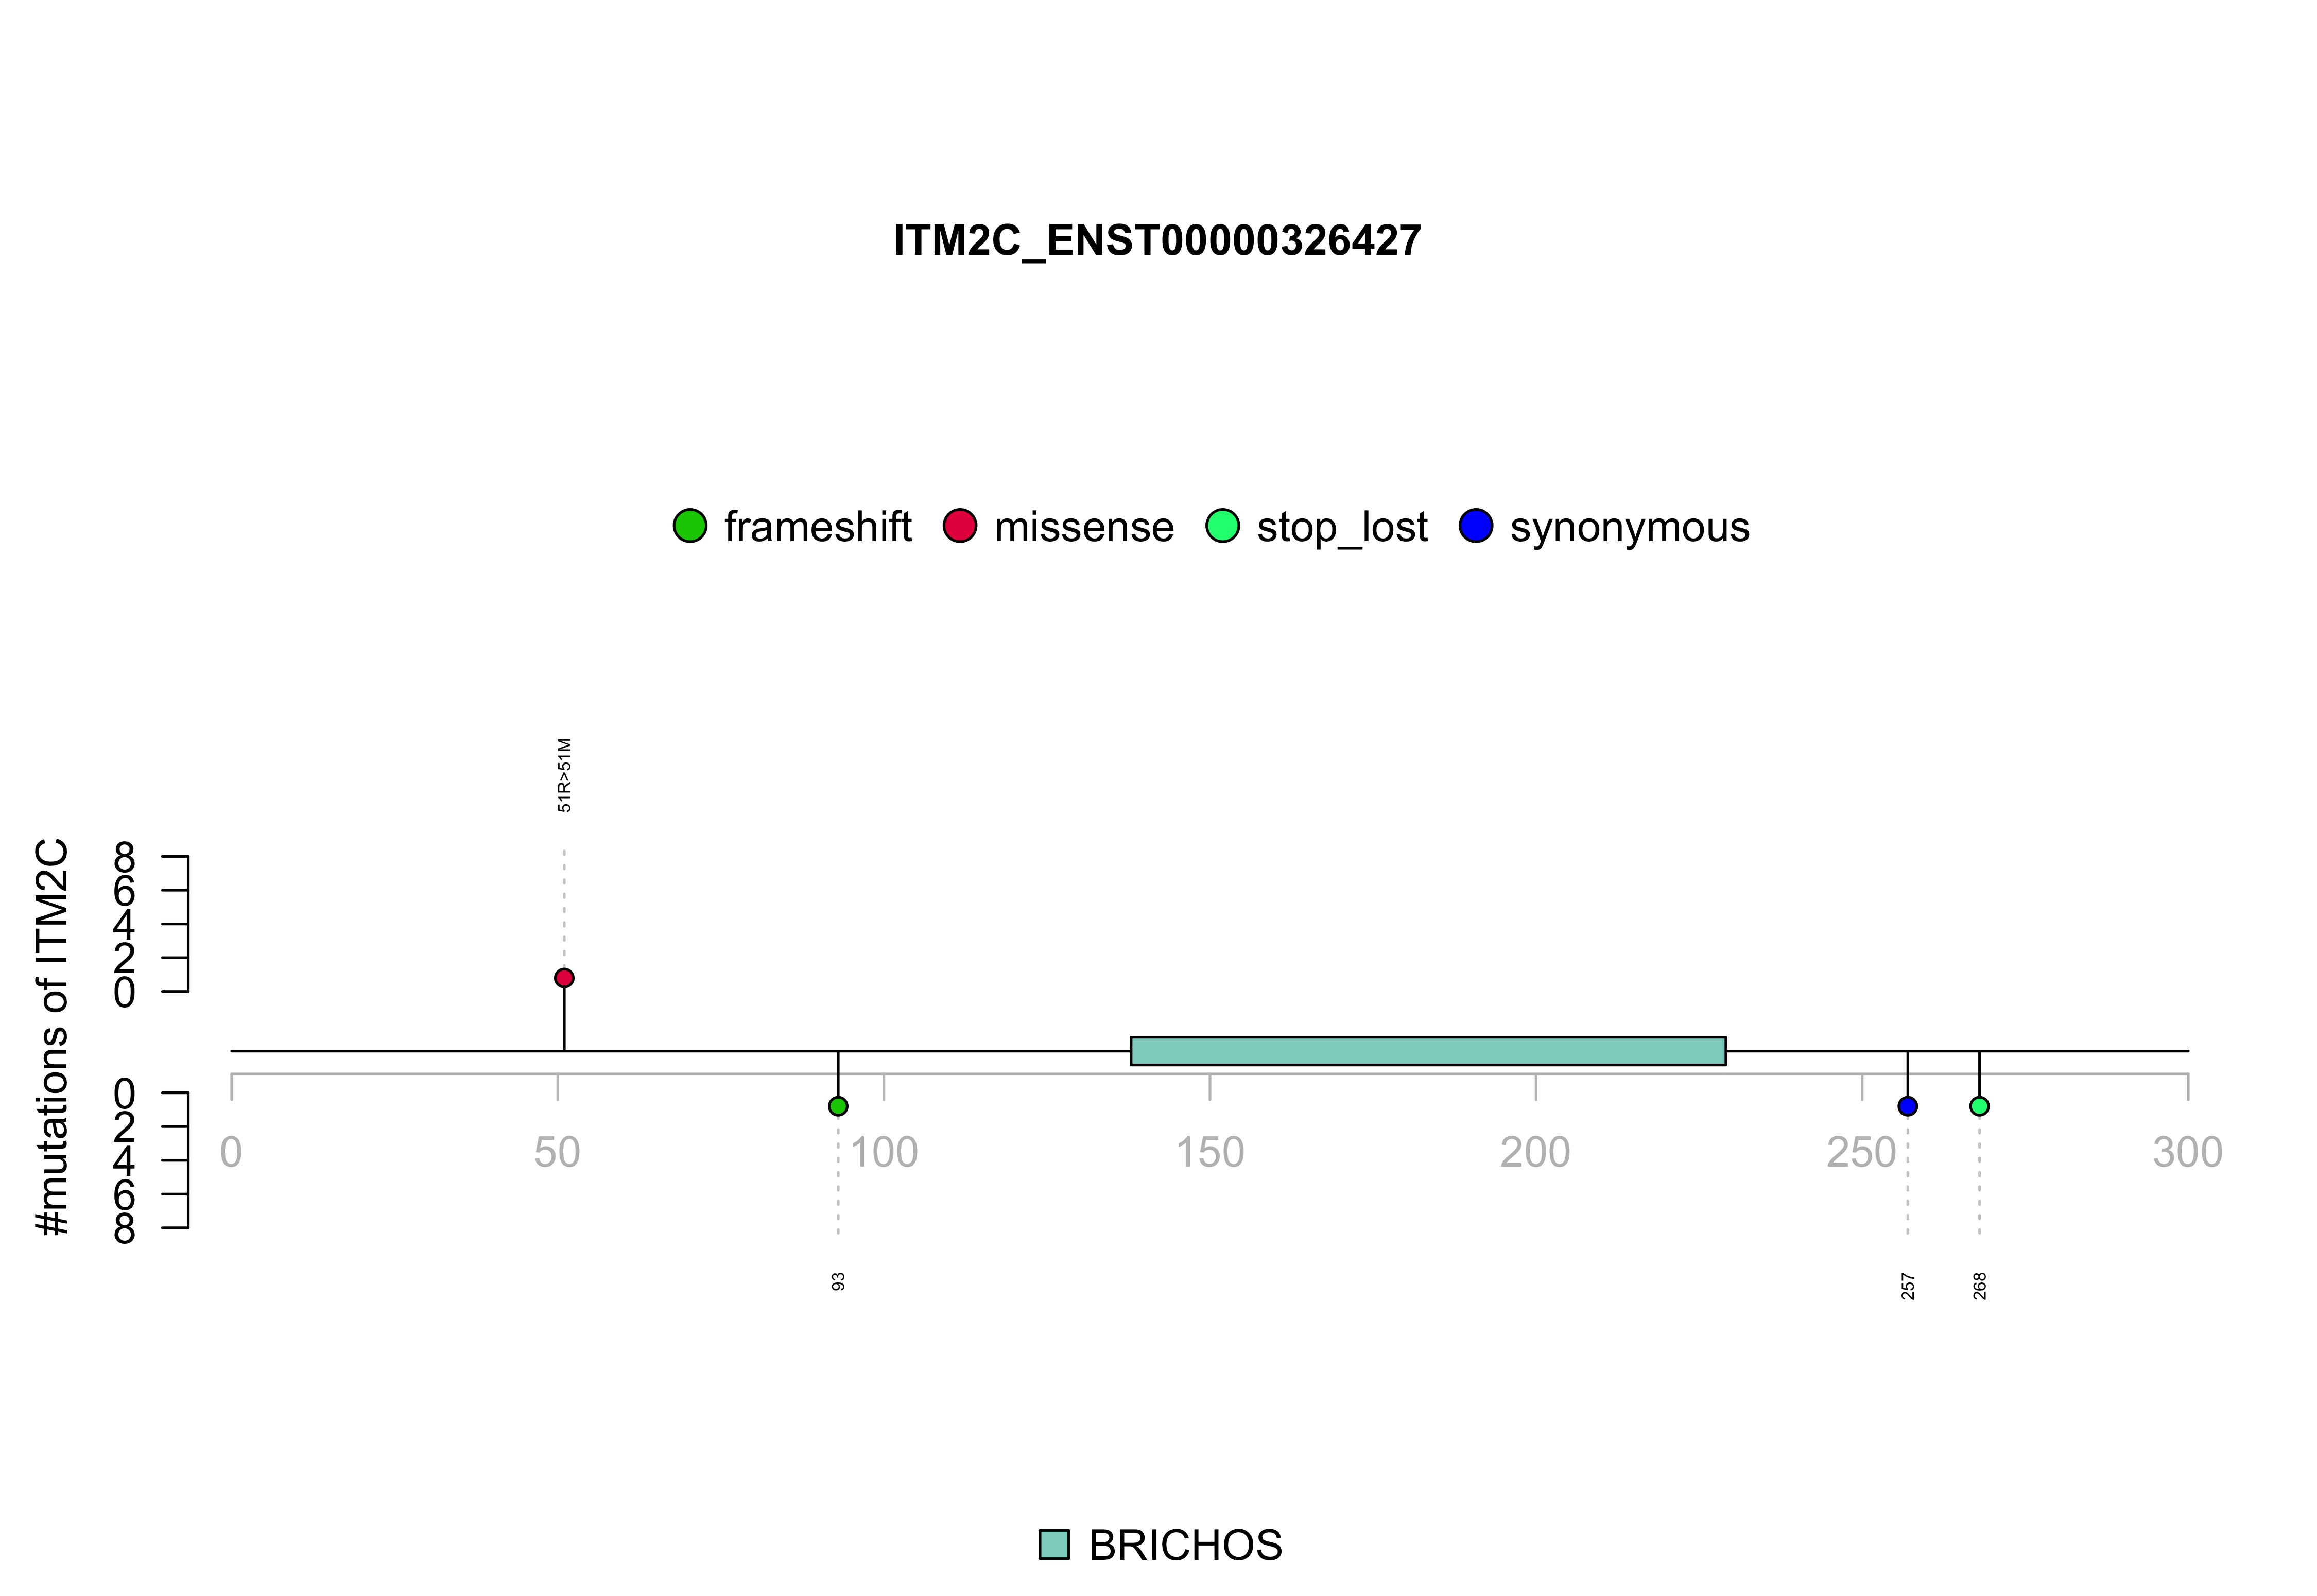 ITM2C_ENST00000326427
frameshift missense stop_lost synonymous
51R>51M
#mutations of ITM2C
8
6
4
2
0
0
2
4
6
8
0 50 100 150 200 250 300
93 257 268
BRICHOS